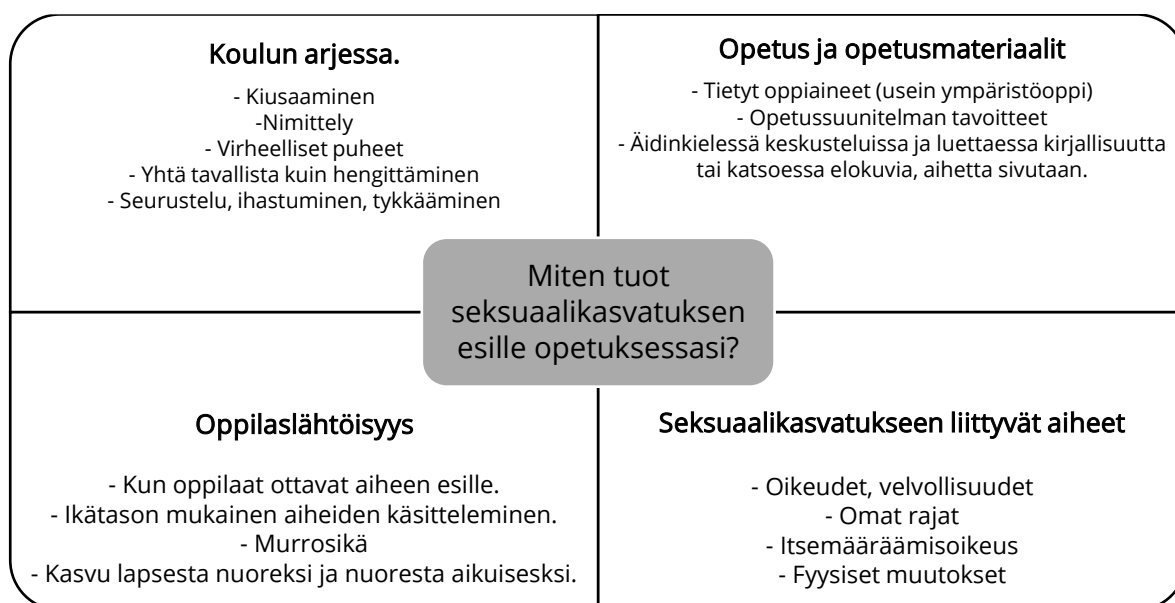 Koulun arjessa.
- Kiusaaminen
-Nimittely
- Virheelliset puheet
- Yhtä tavallista kuin hengittäminen
- Seurustelu, ihastuminen, tykkääminen
Opetus ja opetusmateriaalit
- Tietyt oppiaineet (usein ympäristöoppi)
- Opetussuunitelman tavoitteet
- Äidinkielessä keskusteluissa ja luettaessa kirjallisuutta
tai katsoessa elokuvia, aihetta sivutaan.
Miten tuot
seksuaalikasvatuksen
esille opetuksessasi?
Oppilaslähtöisyys
- Kun oppilaat ottavat aiheen esille.
- Ikätason mukainen aiheiden käsitteleminen.
- Murrosikä
- Kasvu lapsesta nuoreksi ja nuoresta aikuisesksi.
Seksuaalikasvatukseen liittyvät aiheet
- Oikeudet, velvollisuudet
- Omat rajat
- Itsemääräämisoikeus
- Fyysiset muutokset